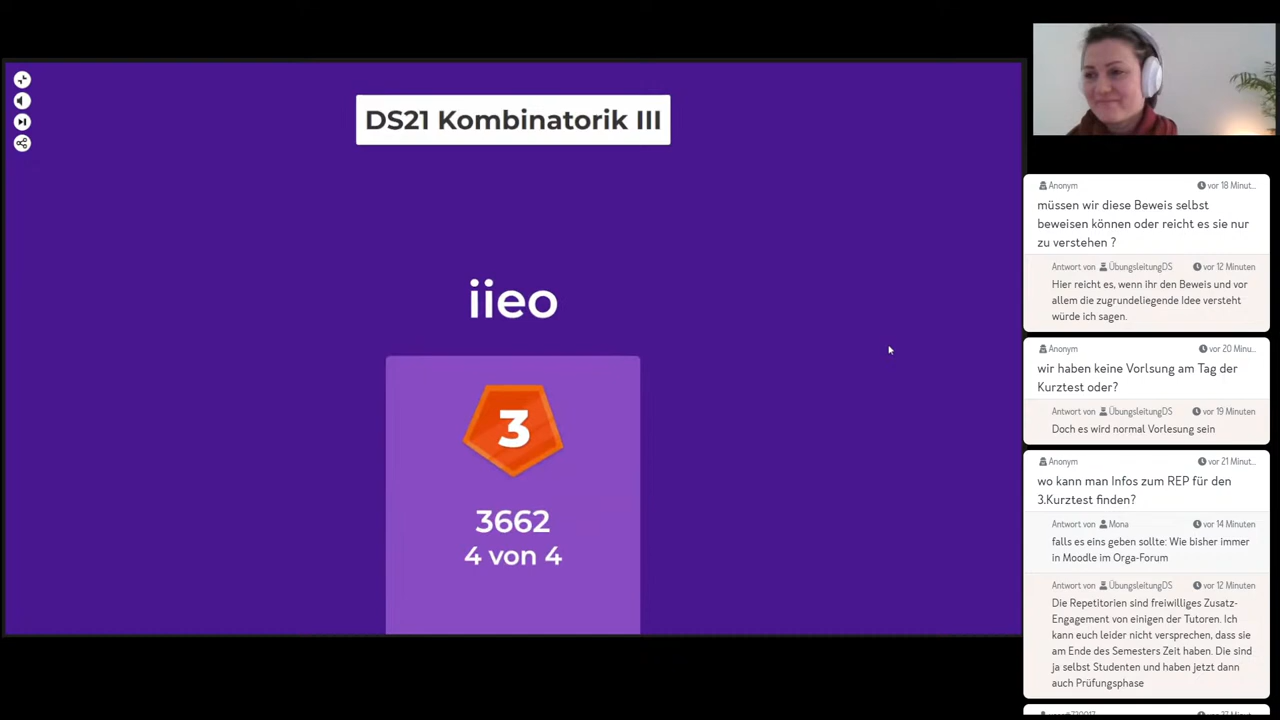 DS21 Kombinatorik III
iieo
3
3662
4 von 4
Anonym
vor 18 Minut...
müssen wir diese Beweis selbst
beweisen können oder reicht es sie nur
zu verstehen ?
Antwort von ÜbungsleitungDS
vor 12 Minuten
Hier reicht es, wenn ihr den Beweis und vor
allem die zugrundeliegende Idee versteht
würde ich sagen.
Anonym
vor 20 Minu...
wir haben keine Vorlsung am Tag der
Kurztest oder?
Antwort von ÜbungsleitungDS
vor 19 Minuten
Doch es wird normal Vorlesung sein
Anonym
vor 21 Minut...
wo kann man Infos zum REP für den
3.Kurztest finden?
Antwort von Mona
vor 14 Minuten
falls es eins geben sollte: Wie bisher immer
in Moodle im Orga-Forum
Antwort von ÜbungsleitungDS
vor 12 Minuten
Die Repetitorien sind freiwilliges Zusatz-
Engagement von einigen der Tutoren. Ich
kann euch leider nicht versprechen, dass sie
am Ende des Semesters Zeit haben. Die sind
ja selbst Studenten und haben jetzt dann
auch Prüfungsphase